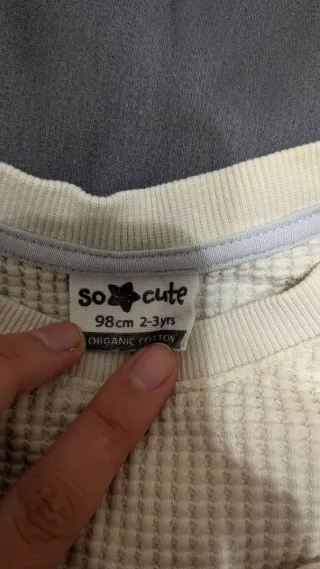 so cute
98cm 2-3yrs
ORGANIC COTTON